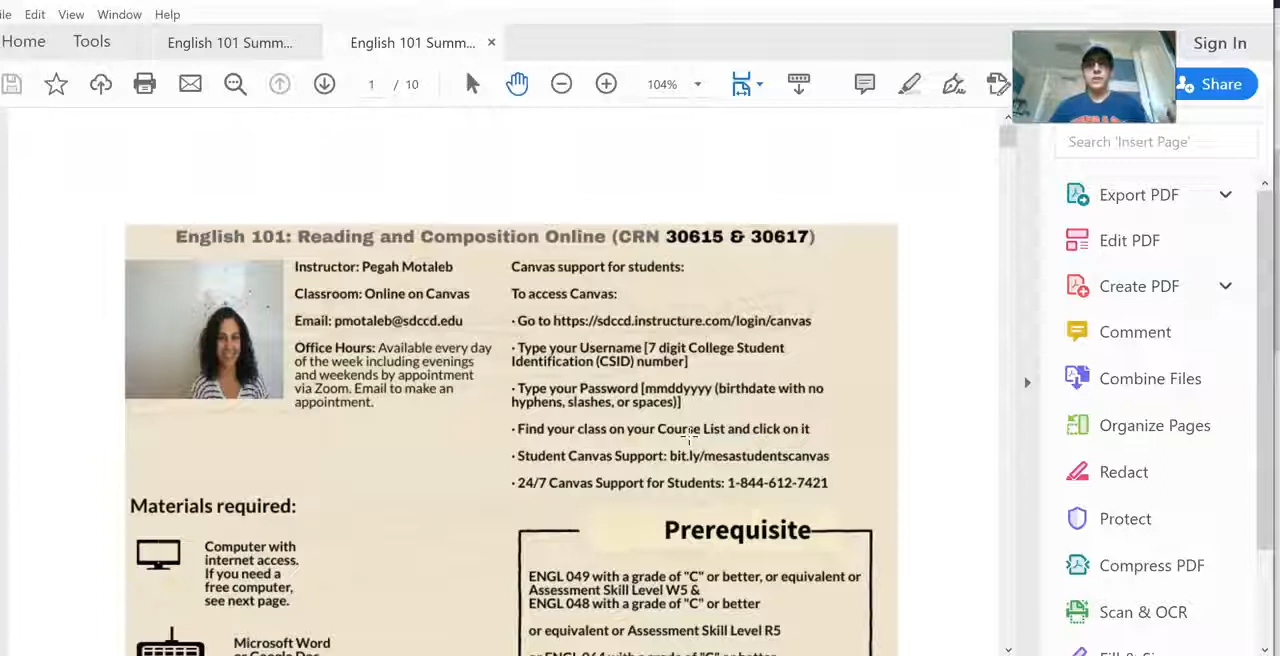 ile Edit View Window Help
Home Tools English 101 Summ... English 101 Summ... ×
Sign In
1 / 10 104% Share
Search 'Insert Page'
Export PDF
Edit PDF
Create PDF
Comment
Combine Files
Organize Pages
Redact
Protect
Compress PDF
Scan & OCR
English 101: Reading and Composition Online (CRN 30615 & 30617)
Instructor: Pegah Motaleb
Classroom: Online on Canvas
Email: pmotaleb@sdccd.edu
Office Hours: Available every day
of the week including evenings
and weekends by appointment
via Zoom. Email to make an
appointment.
Canvas support for students:
To access Canvas:
· Go to https://sdccd.instructure.com/login/canvas
· Type your Username [7 digit College Student
Identification (CSID) number]
· Type your Password [mmddyyyy (birthdate with no
hyphens, slashes, or spaces)]
· Find your class on your Course List and click on it
· Student Canvas Support: bit.ly/mesastudentscanvas
· 24/7 Canvas Support for Students: 1-844-612-7421
Materials required:
Computer with
internet access.
If you need a
free computer,
see next page.
Microsoft Word
or Google Doc
Prerequisite
ENGL 049 with a grade of "C" or better, or equivalent or
Assessment Skill Level W5 &
ENGL 048 with a grade of "C" or better
or equivalent or Assessment Skill Level R5